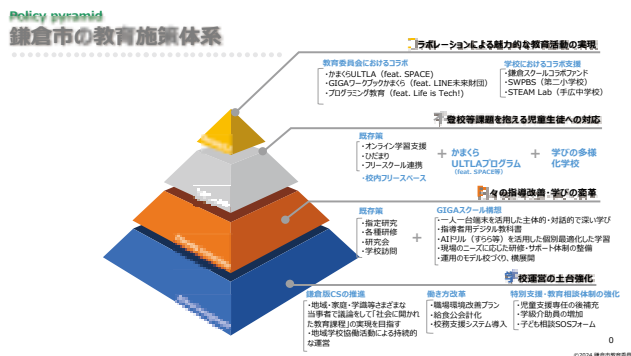 Policy pyramid
鎌倉市の教育施策体系
コラボレーションによる魅力的な教育活動の実現
教育委員会におけるコラボ
・かまくらULTLA（feat. SPACE）
・GIGAワークブックかまくら（feat. LINE未来財団）
・プログラミング教育（feat. Life is Tech!）
学校におけるコラボ支援
・鎌倉スクールコラボファンド
・SWPBS（第二小学校）
・STEAM Lab（手広中学校）
不登校等課題を抱える児童生徒への対応
既存策
・オンライン学習支援
・ひだまり
・フリースクール連携
・校内フリースペース
＋
かまくら
ULTLAプログラム
（feat. SPACE等）
＋
学びの多様
化学校
日々の指導改善・学びの変革
既存策
・指定研究
・各種研修
・研究会
・学校訪問
＋
GIGAスクール構想
・一人一台端末を活用した主体的・対話的で深い学び
・指導者用デジタル教科書
・AIドリル（すらら等）を活用した個別最適化した学習
・現場のニーズに応じた研修・サポート体制の整備
・運用のモデル校づくり、横展開
学校運営の土台強化
鎌倉版CSの推進
・地域・家庭・学識等さまざまな
当事者で議論をして「社会に開かれ
た教育課程」の実現を目指す
・地域学校協働活動による持続的
な運営
働き方改革
・職場環境改善プラン
・給食公会計化
・校務支援システム導入
特別支援・教育相談体制の強化
・児童支援専任の後補充
・学級介助員の増加
・子ども相談SOSフォーム
0
©2024 鎌倉市教育委員